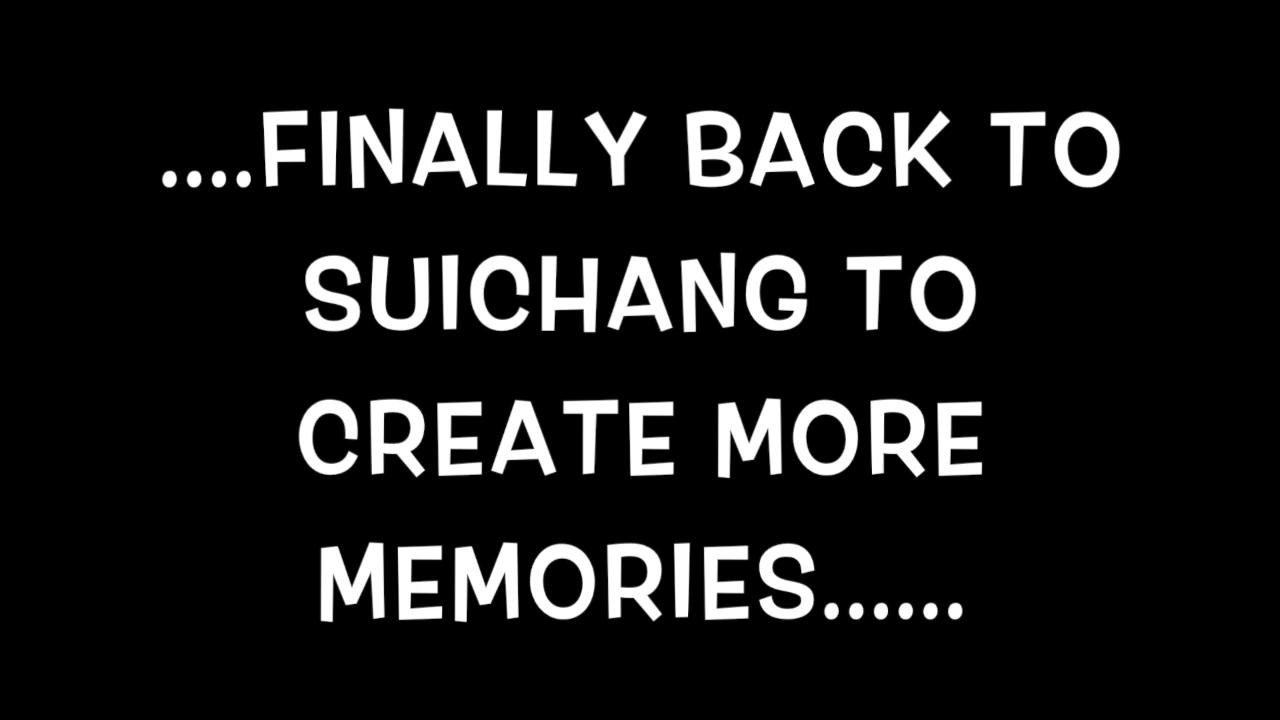 ....FINALLY BACK TO
SUICHANG TO
CREATE MORE
MEMORIES......